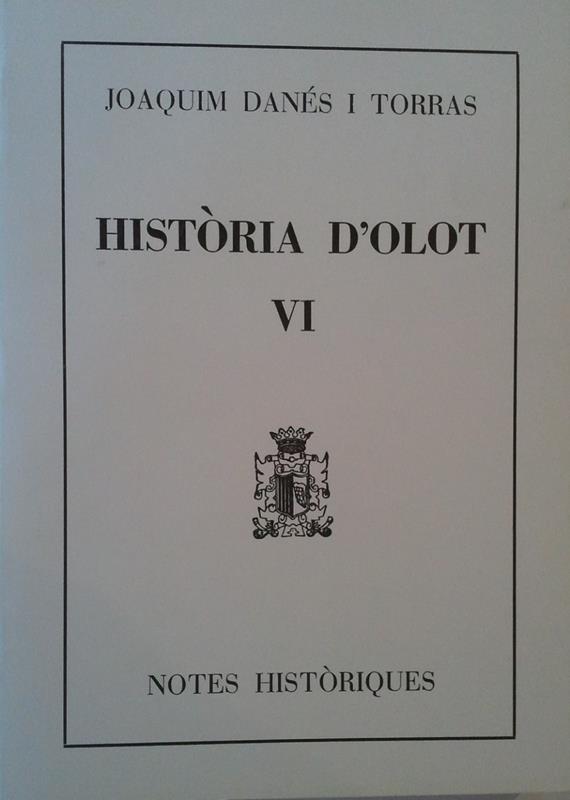 JOAQUIM DANÉS I TORRAS
HISTÒRIA D'OLOT
VI
NOTES HISTÒRIQUES